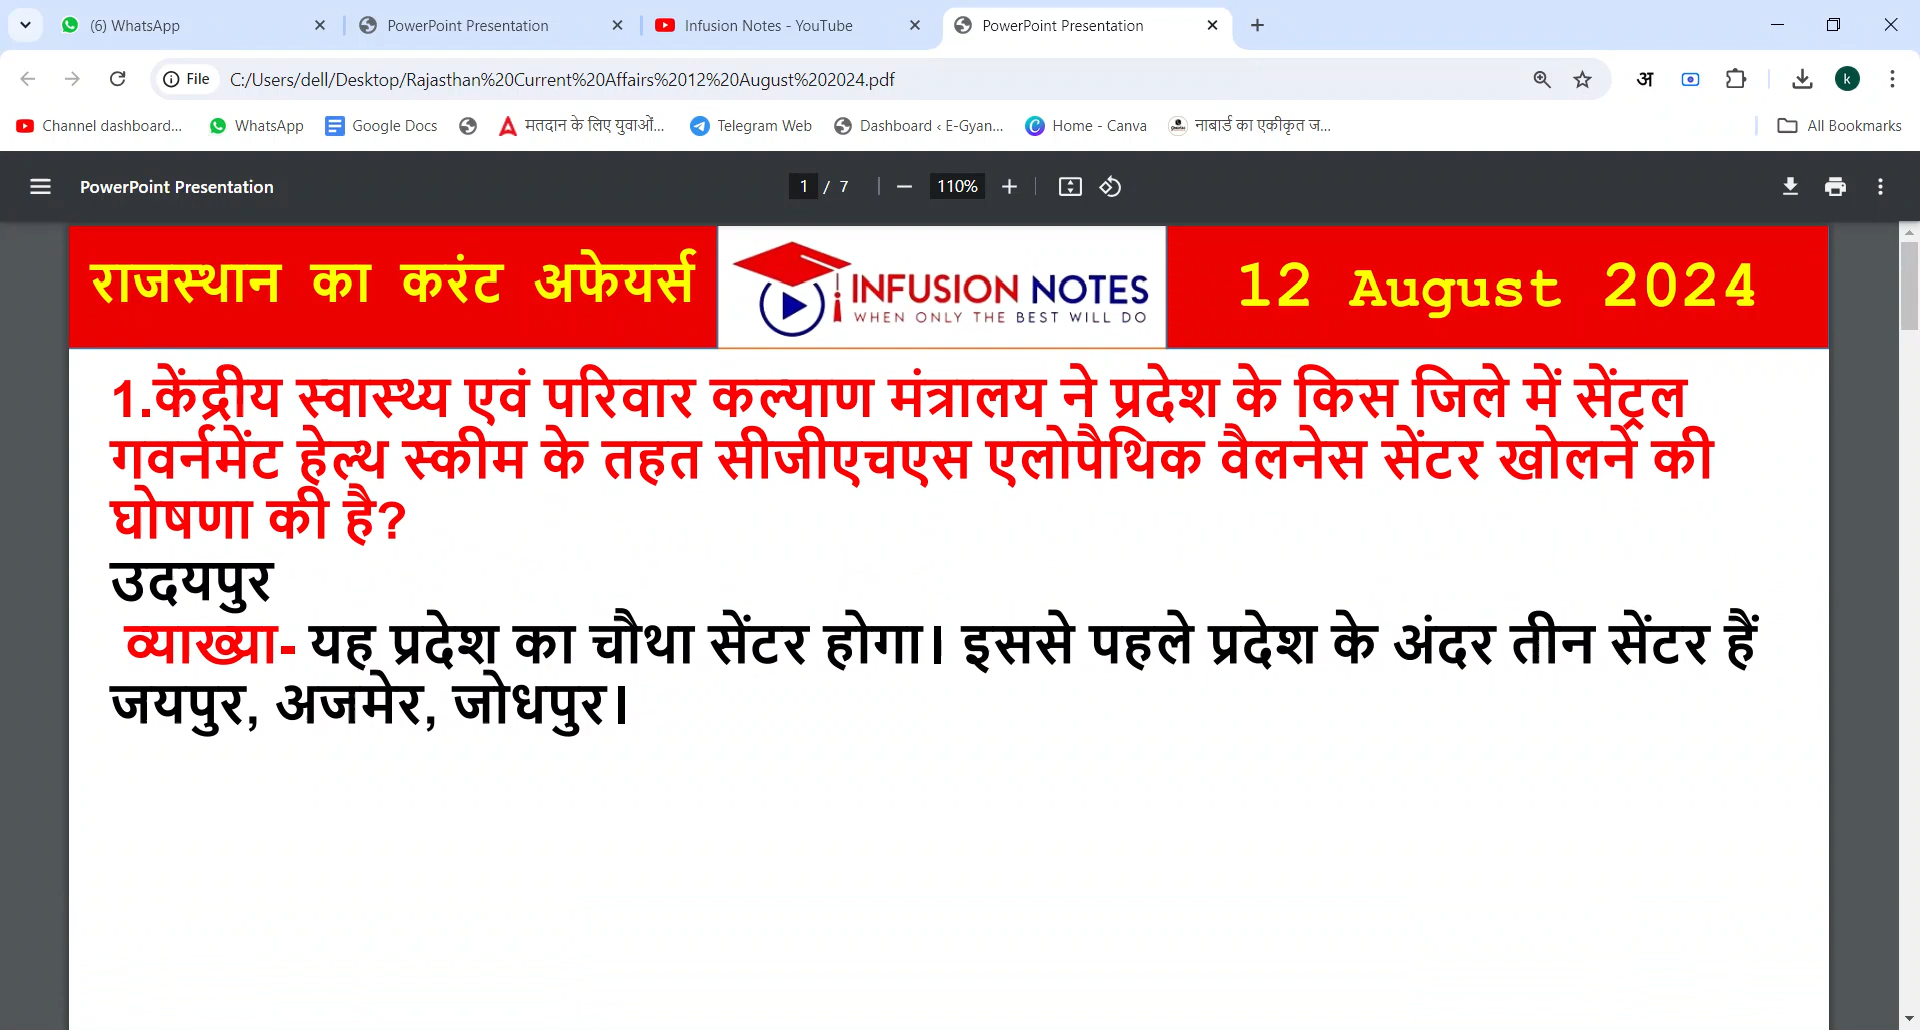 (6) WhatsApp
PowerPoint Presentation
Infusion Notes - YouTube
PowerPoint Presentation
File
C:/Users/dell/Desktop/Rajasthan%20Current%20Affairs%2012%20August%202024.pdf
अ
k
Channel dashboard...
WhatsApp
Google Docs
मतदान के लिए युवाओं...
Telegram Web
Dashboard ‹ E-Gyan...
Home - Canva
नाबार्ड का एकीकृत ज...
All Bookmarks
PowerPoint Presentation
1 / 7
110%
राजस्थान का करंट अफेयर्स
INFUSION NOTES
WHEN ONLY THE BEST WILL DO
12 August 2024
1.केंद्रीय स्वास्थ्य एवं परिवार कल्याण मंत्रालय ने प्रदेश के किस जिले में सेंट्रल
गवर्नमेंट हेल्थ स्कीम के तहत सीजीएचएस एलोपैथिक वैलनेस सेंटर खोलने की
घोषणा की है?
उदयपुर
व्याख्या- यह प्रदेश का चौथा सेंटर होगा। इससे पहले प्रदेश के अंदर तीन सेंटर हैं
जयपुर, अजमेर, जोधपुर।